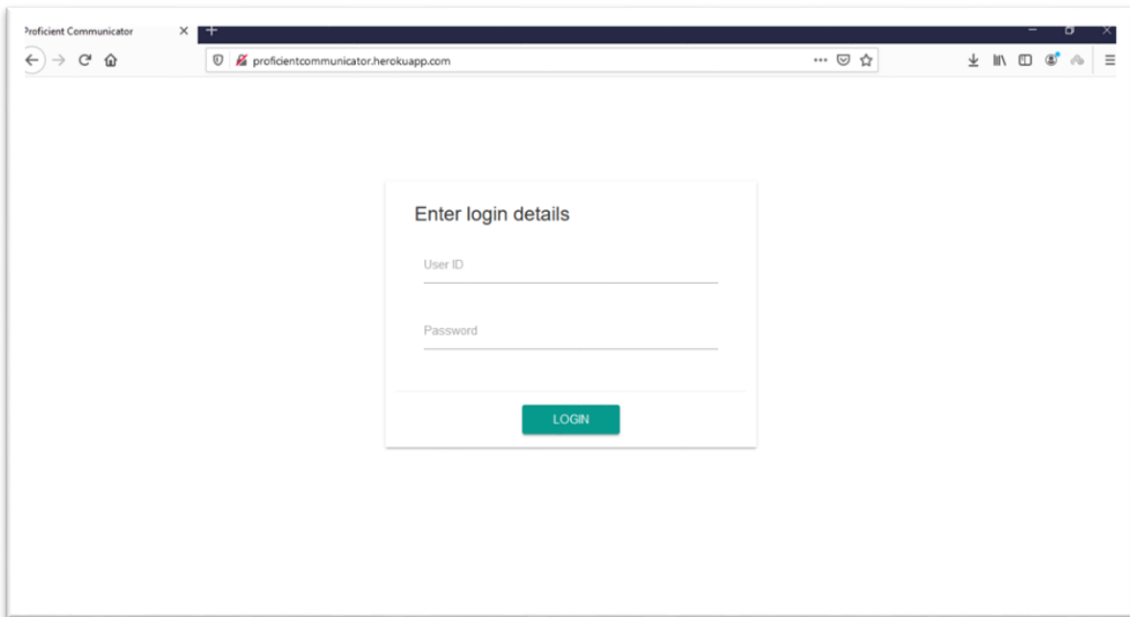 Proficient Communicator
proficientcommunicator.herokuapp.com
Enter login details
User ID
Password
LOGIN